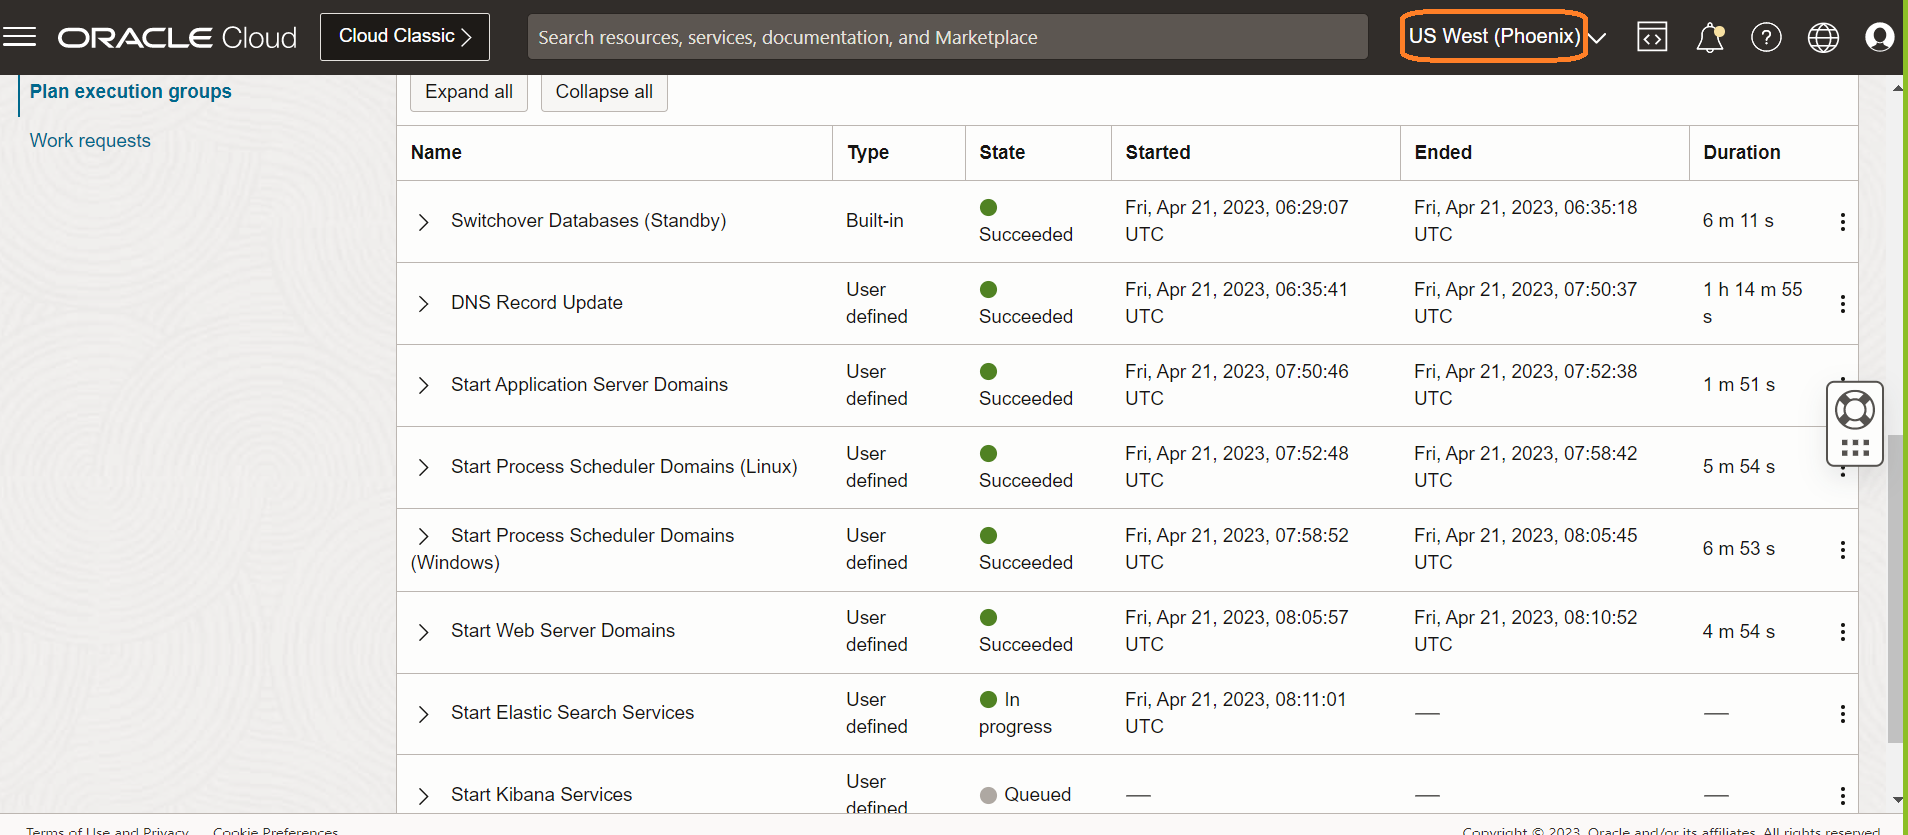 ORACLE Cloud
Cloud Classic
Search resources, services, documentation, and Marketplace
US West (Phoenix)
Plan execution groups
Work requests
Expand all
Collapse all
Name
Type
State
Started
Ended
Duration
Switchover Databases (Standby)
Built-in
Succeeded
Fri, Apr 21, 2023, 06:29:07
UTC
Fri, Apr 21, 2023, 06:35:18
UTC
6 m 11 s
DNS Record Update
User
defined
Succeeded
Fri, Apr 21, 2023, 06:35:41
UTC
Fri, Apr 21, 2023, 07:50:37
UTC
1 h 14 m 55
s
Start Application Server Domains
User
defined
Succeeded
Fri, Apr 21, 2023, 07:50:46
UTC
Fri, Apr 21, 2023, 07:52:38
UTC
1 m 51 s
Start Process Scheduler Domains (Linux)
User
defined
Succeeded
Fri, Apr 21, 2023, 07:52:48
UTC
Fri, Apr 21, 2023, 07:58:42
UTC
5 m 54 s
Start Process Scheduler Domains
(Windows)
User
defined
Succeeded
Fri, Apr 21, 2023, 07:58:52
UTC
Fri, Apr 21, 2023, 08:05:45
UTC
6 m 53 s
Start Web Server Domains
User
defined
Succeeded
Fri, Apr 21, 2023, 08:05:57
UTC
Fri, Apr 21, 2023, 08:10:52
UTC
4 m 54 s
Start Elastic Search Services
User
defined
In
progress
Fri, Apr 21, 2023, 08:11:01
UTC
—
—
Start Kibana Services
User
defined
Queued
—
—
—
Terms of Use and Privacy
Cookie Preferences
Copyright © 2023, Oracle and/or its affiliates. All rights reserved.